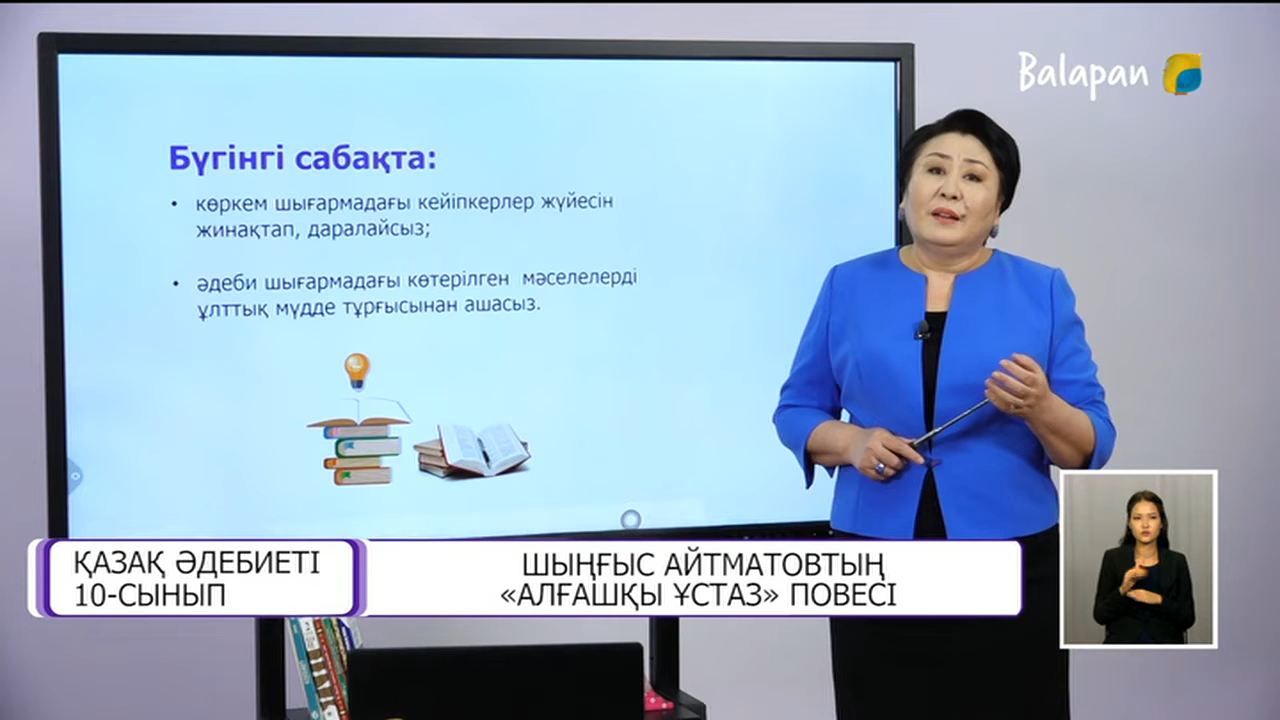 Balapan
Бүгінгі сабақта:
• көркем шығармадағы кейіпкерлер жүйесін
жинақтап, даралайсыз;
• әдеби шығармадағы көтерілген мәселелерді
ұлттық мүдде тұрғысынан ашасыз.
ҚАЗАҚ ӘДЕБИЕТІ
10-СЫНЫП
ШЫҢҒЫС АЙТМАТОВТЫҢ
«АЛҒАШҚЫ ҰСТАЗ» ПОВЕСІ